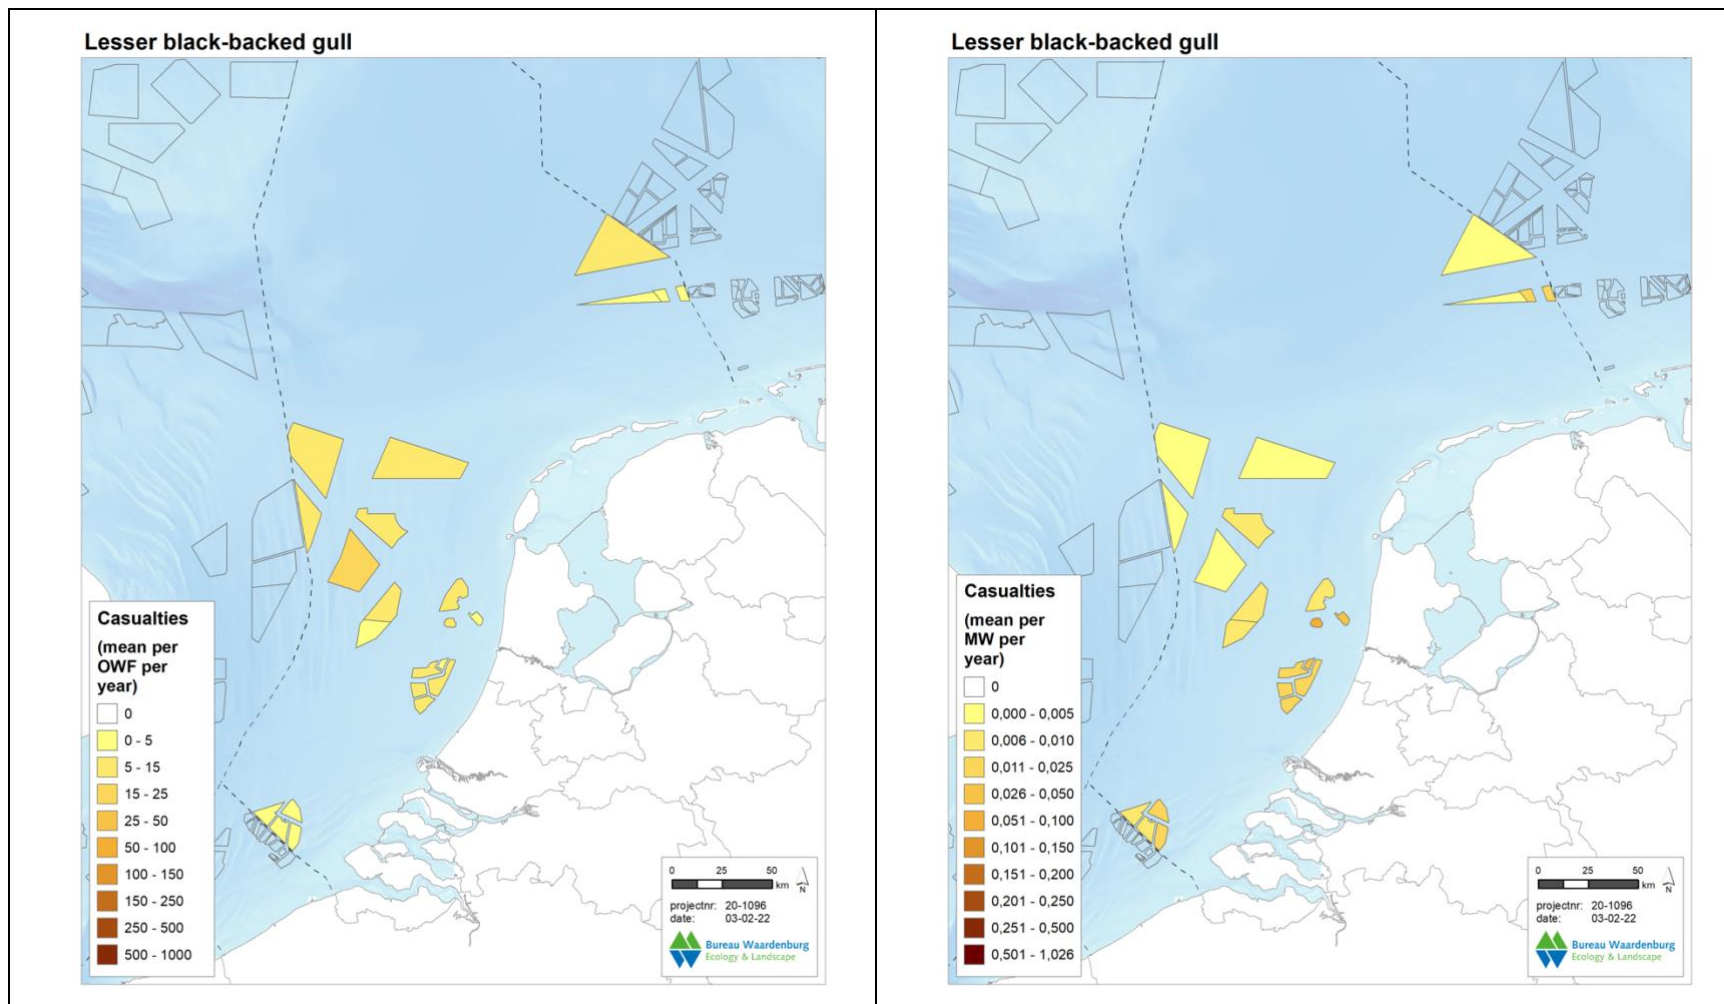 Lesser black-backed gull
Casualties
(mean per
OWF per
year)
0
0 - 5
5 - 15
15 - 25
25 - 50
50 - 100
100 - 150
150 - 250
250 - 500
500 - 1000
0 25 50
km
N
projectnr: 20-1096
date: 03-02-22
Bureau Waardenburg
Ecology & Landscape
Lesser black-backed gull
Casualties
(mean per
MW per
year)
0
0,000 - 0,005
0,006 - 0,010
0,011 - 0,025
0,026 - 0,050
0,051 - 0,100
0,101 - 0,150
0,151 - 0,200
0,201 - 0,250
0,251 - 0,500
0,501 - 1,026
0 25 50
km
N
projectnr: 20-1096
date: 03-02-22
Bureau Waardenburg
Ecology & Landscape